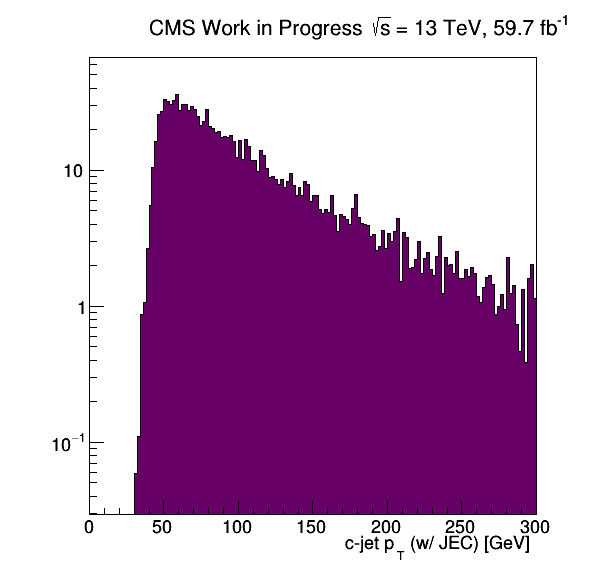 CMS Work in Progress √s = 13 TeV, 59.7 fb⁻¹
10
1
10⁻¹
0 50 100 150 200 250 300
c-jet p_T (w/ JEC) [GeV]